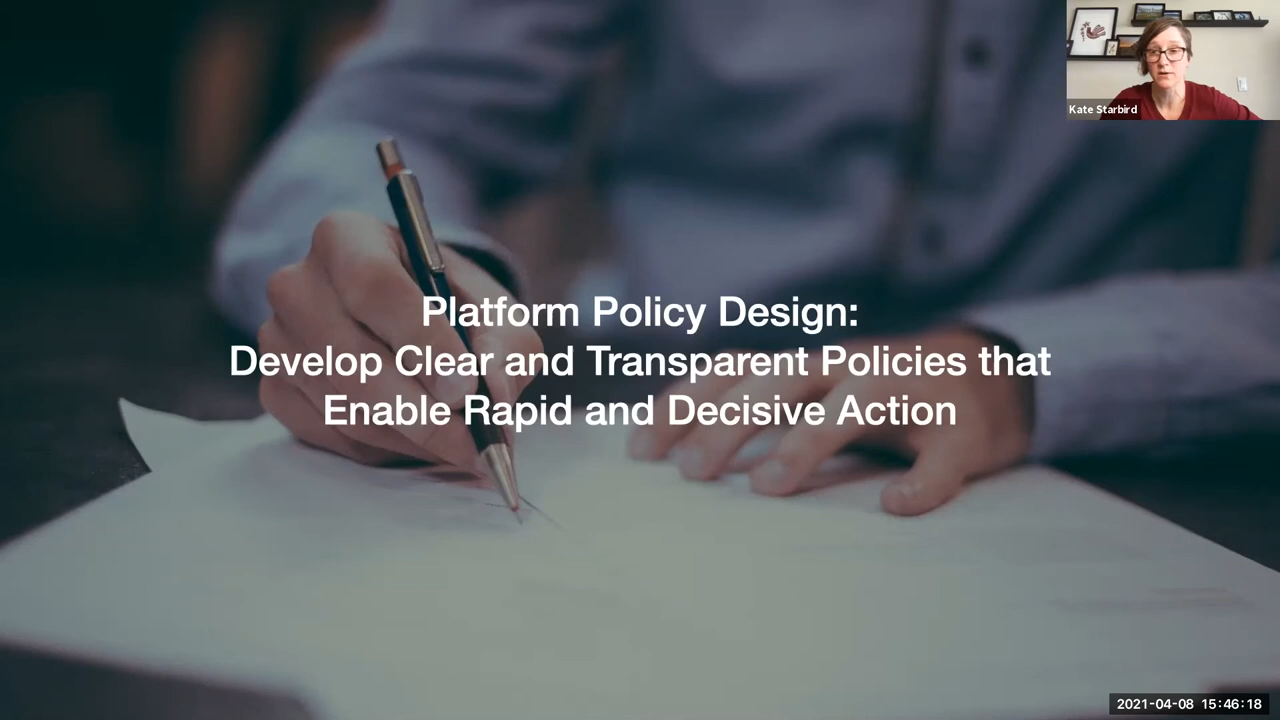 Kate Starbird
Platform Policy Design:
Develop Clear and Transparent Policies that
Enable Rapid and Decisive Action
2021-04-08 15:46:18